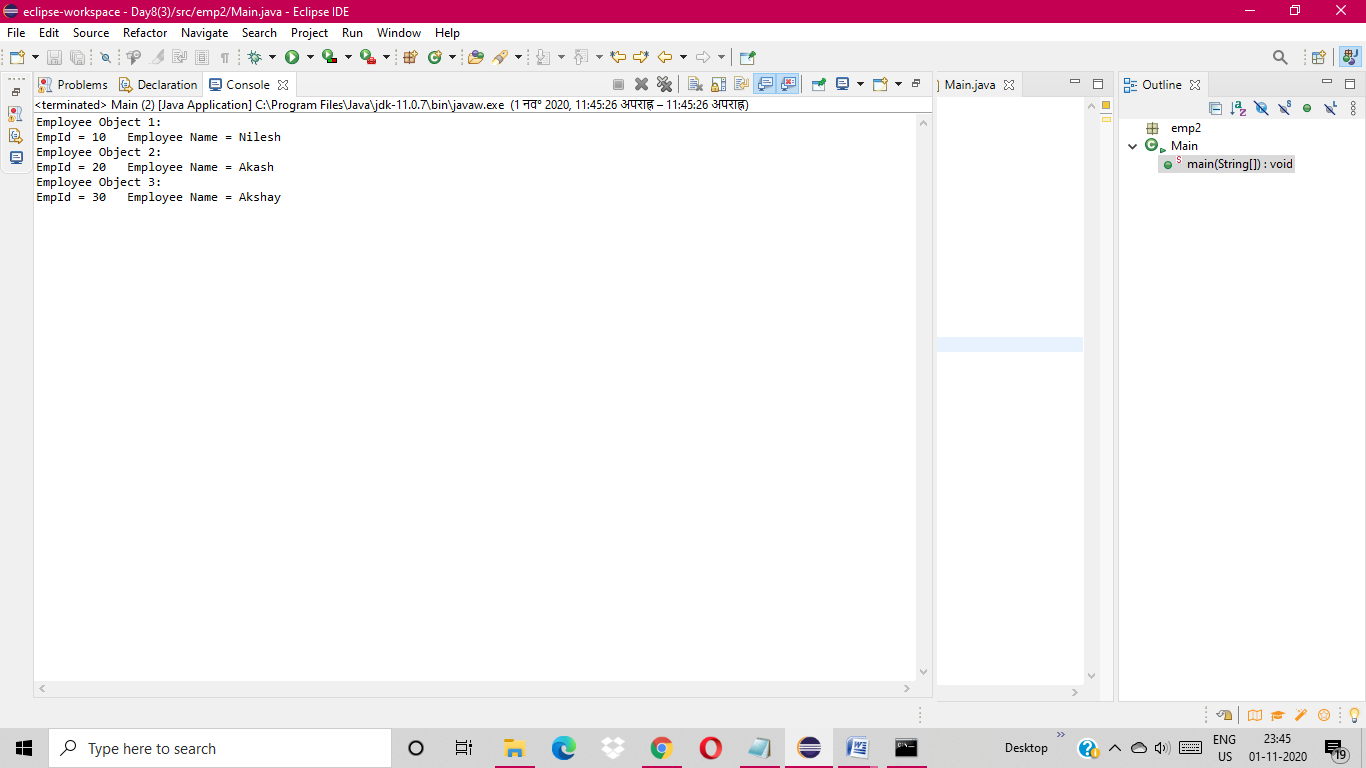 eclipse-workspace - Day8(3)/src/emp2/Main.java - Eclipse IDE
File Edit Source Refactor Navigate Search Project Run Window Help
Problems Declaration Console
<terminated> Main (2) [Java Application] C:\Program Files\Java\jdk-11.0.7\bin\javaw.exe (1 नव॰ 2020, 11:45:26 अपराह्न – 11:45:26 अपराह्न)
Employee Object 1:
EmpId = 10   Employee Name = Nilesh
Employee Object 2:
EmpId = 20   Employee Name = Akash
Employee Object 3:
EmpId = 30   Employee Name = Akshay
Main.java
Outline
emp2
Main
main(String[]) : void
Type here to search
Desktop
ENG
US
23:45
01-11-2020
19